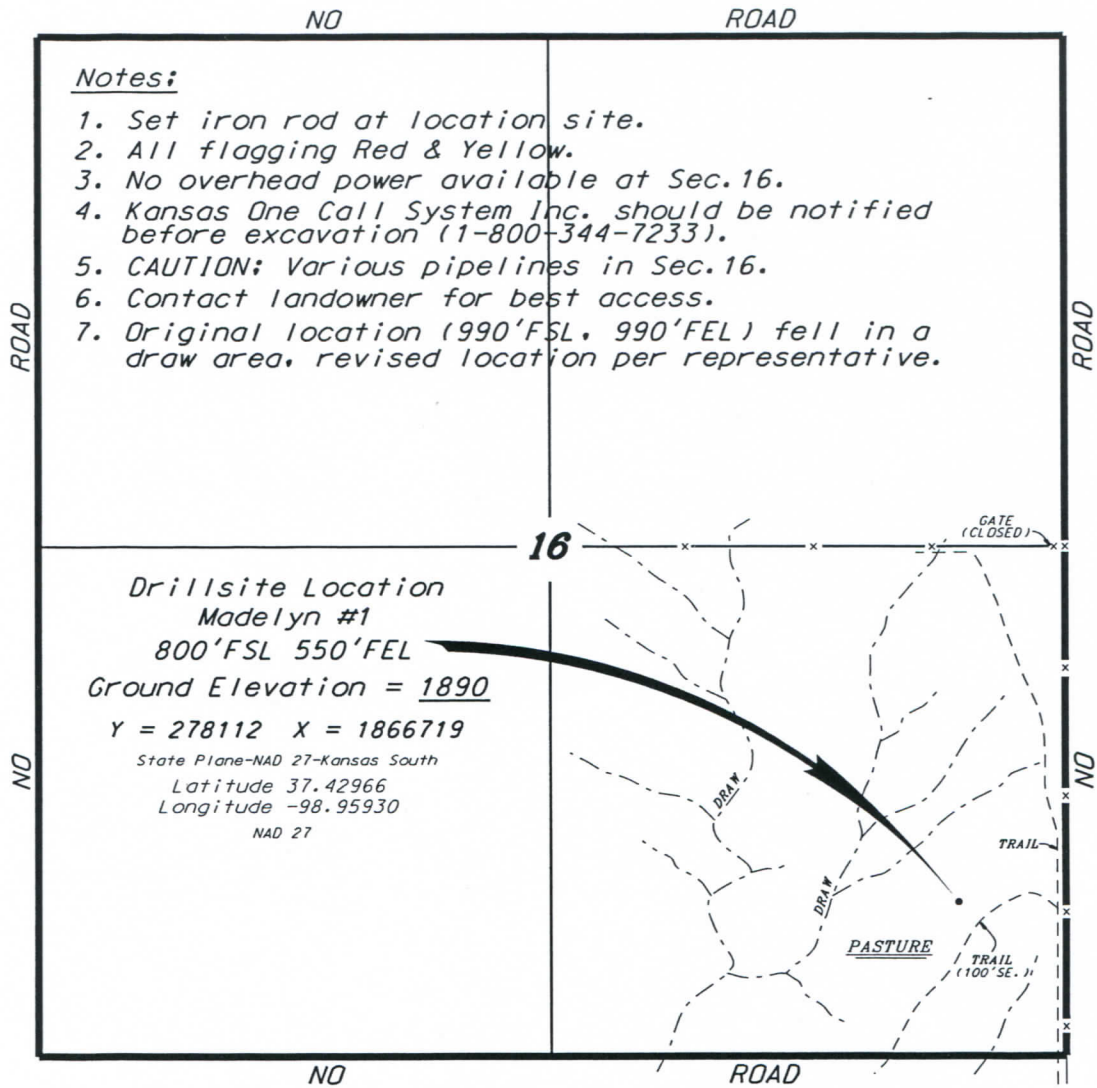 NO ROAD
Notes:
1. Set iron rod at location site.
2. All flagging Red & Yellow.
3. No overhead power available at Sec.16.
4. Kansas One Call System Inc. should be notified
before excavation (1-800-344-7233).
5. CAUTION: Various pipelines in Sec.16.
6. Contact landowner for best access.
7. Original location (990'FSL, 990'FEL) fell in a
draw area, revised location per representative.
ROAD
NO
ROAD
NO
GATE
(CLOSED)
16
Drillsite Location
Madelyn #1
800'FSL 550'FEL
Ground Elevation = 1890
Y = 278112 X = 1866719
State Plane-NAD 27-Kansas South
Latitude 37.42966
Longitude -98.95930
NAD 27
DRAW
DRAW
TRAIL
PASTURE
TRAIL
(100'SE.)
NO ROAD